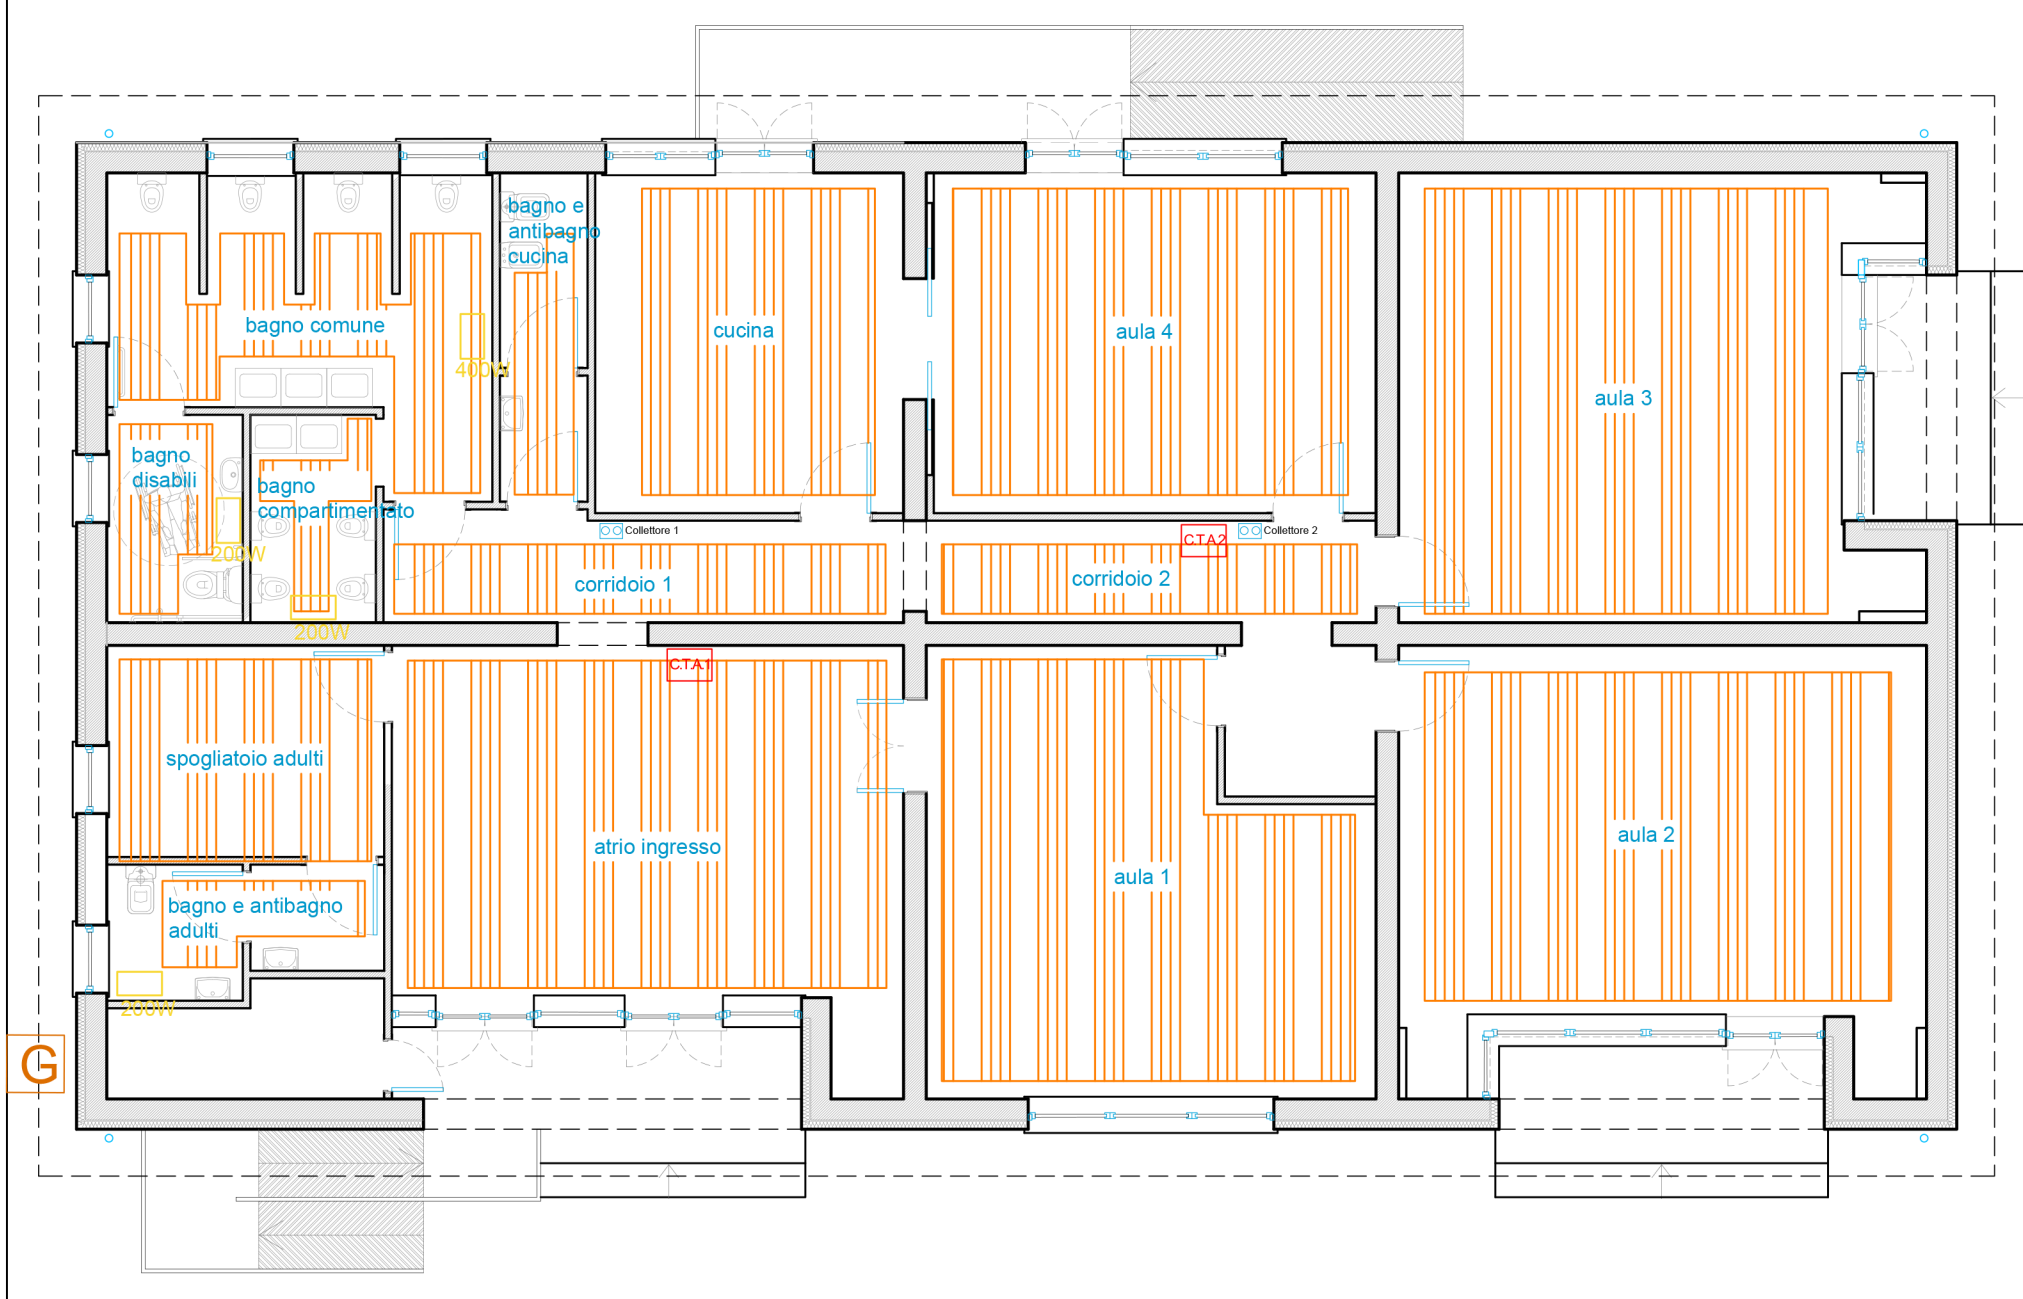 bagno e
antibagno
cucina
bagno comune
cucina
aula 4
400W
aula 3
bagno
disabili
bagno
compartimentato
Collettore 1
C.T.A.2
Collettore 2
200W
corridoio 1
corridoio 2
200W
C.T.A.1
spogliatoio adulti
atrio ingresso
aula 2
aula 1
bagno e antibagno
adulti
200W
G